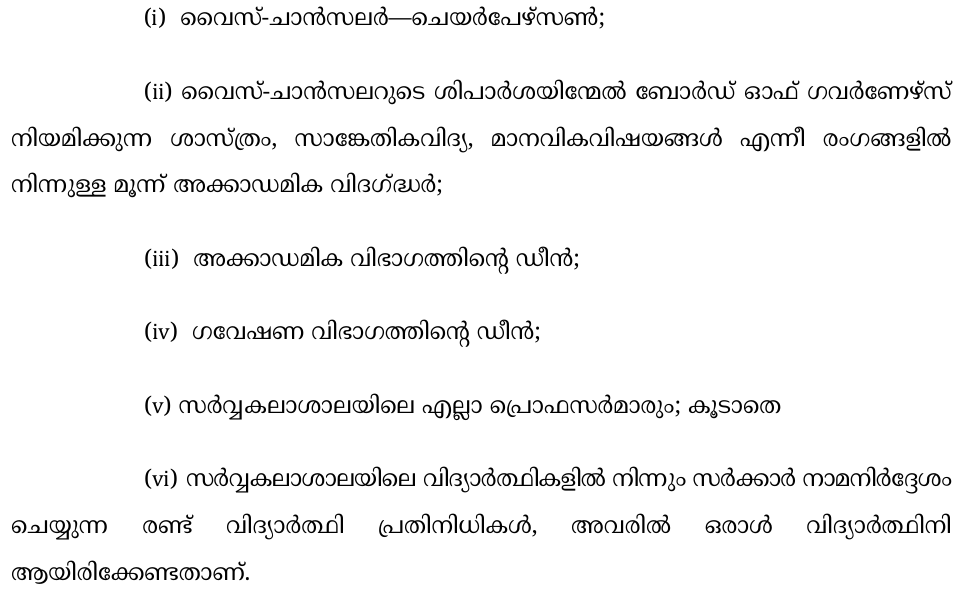 (i) വൈസ്-ചാൻസലർ—ചെയർപേഴ്സൺ;
(ii) വൈസ്-ചാൻസലറുടെ ശിപാർശയിന്മേൽ ബോർഡ് ഓഫ് ഗവർണേഴ്സ്
നിയമിക്കുന്ന ശാസ്ത്രം, സാങ്കേതികവിദ്യ, മാനവികവിഷയങ്ങൾ എന്നീ രംഗങ്ങളിൽ
നിന്നുള്ള മൂന്ന് അക്കാഡമിക വിദഗ്ദ്ധർ;
(iii) അക്കാഡമിക വിഭാഗത്തിന്റെ ഡീൻ;
(iv) ഗവേഷണ വിഭാഗത്തിന്റെ ഡീൻ;
(v) സർവ്വകലാശാലയിലെ എല്ലാ പ്രൊഫസർമാരും; കൂടാതെ
(vi) സർവ്വകലാശാലയിലെ വിദ്യാർത്ഥികളിൽ നിന്നും സർക്കാർ നാമനിർദ്ദേശം
ചെയ്യുന്ന രണ്ട് വിദ്യാർത്ഥി പ്രതിനിധികൾ, അവരിൽ ഒരാൾ വിദ്യാർത്ഥിനി
ആയിരിക്കേണ്ടതാണ്.